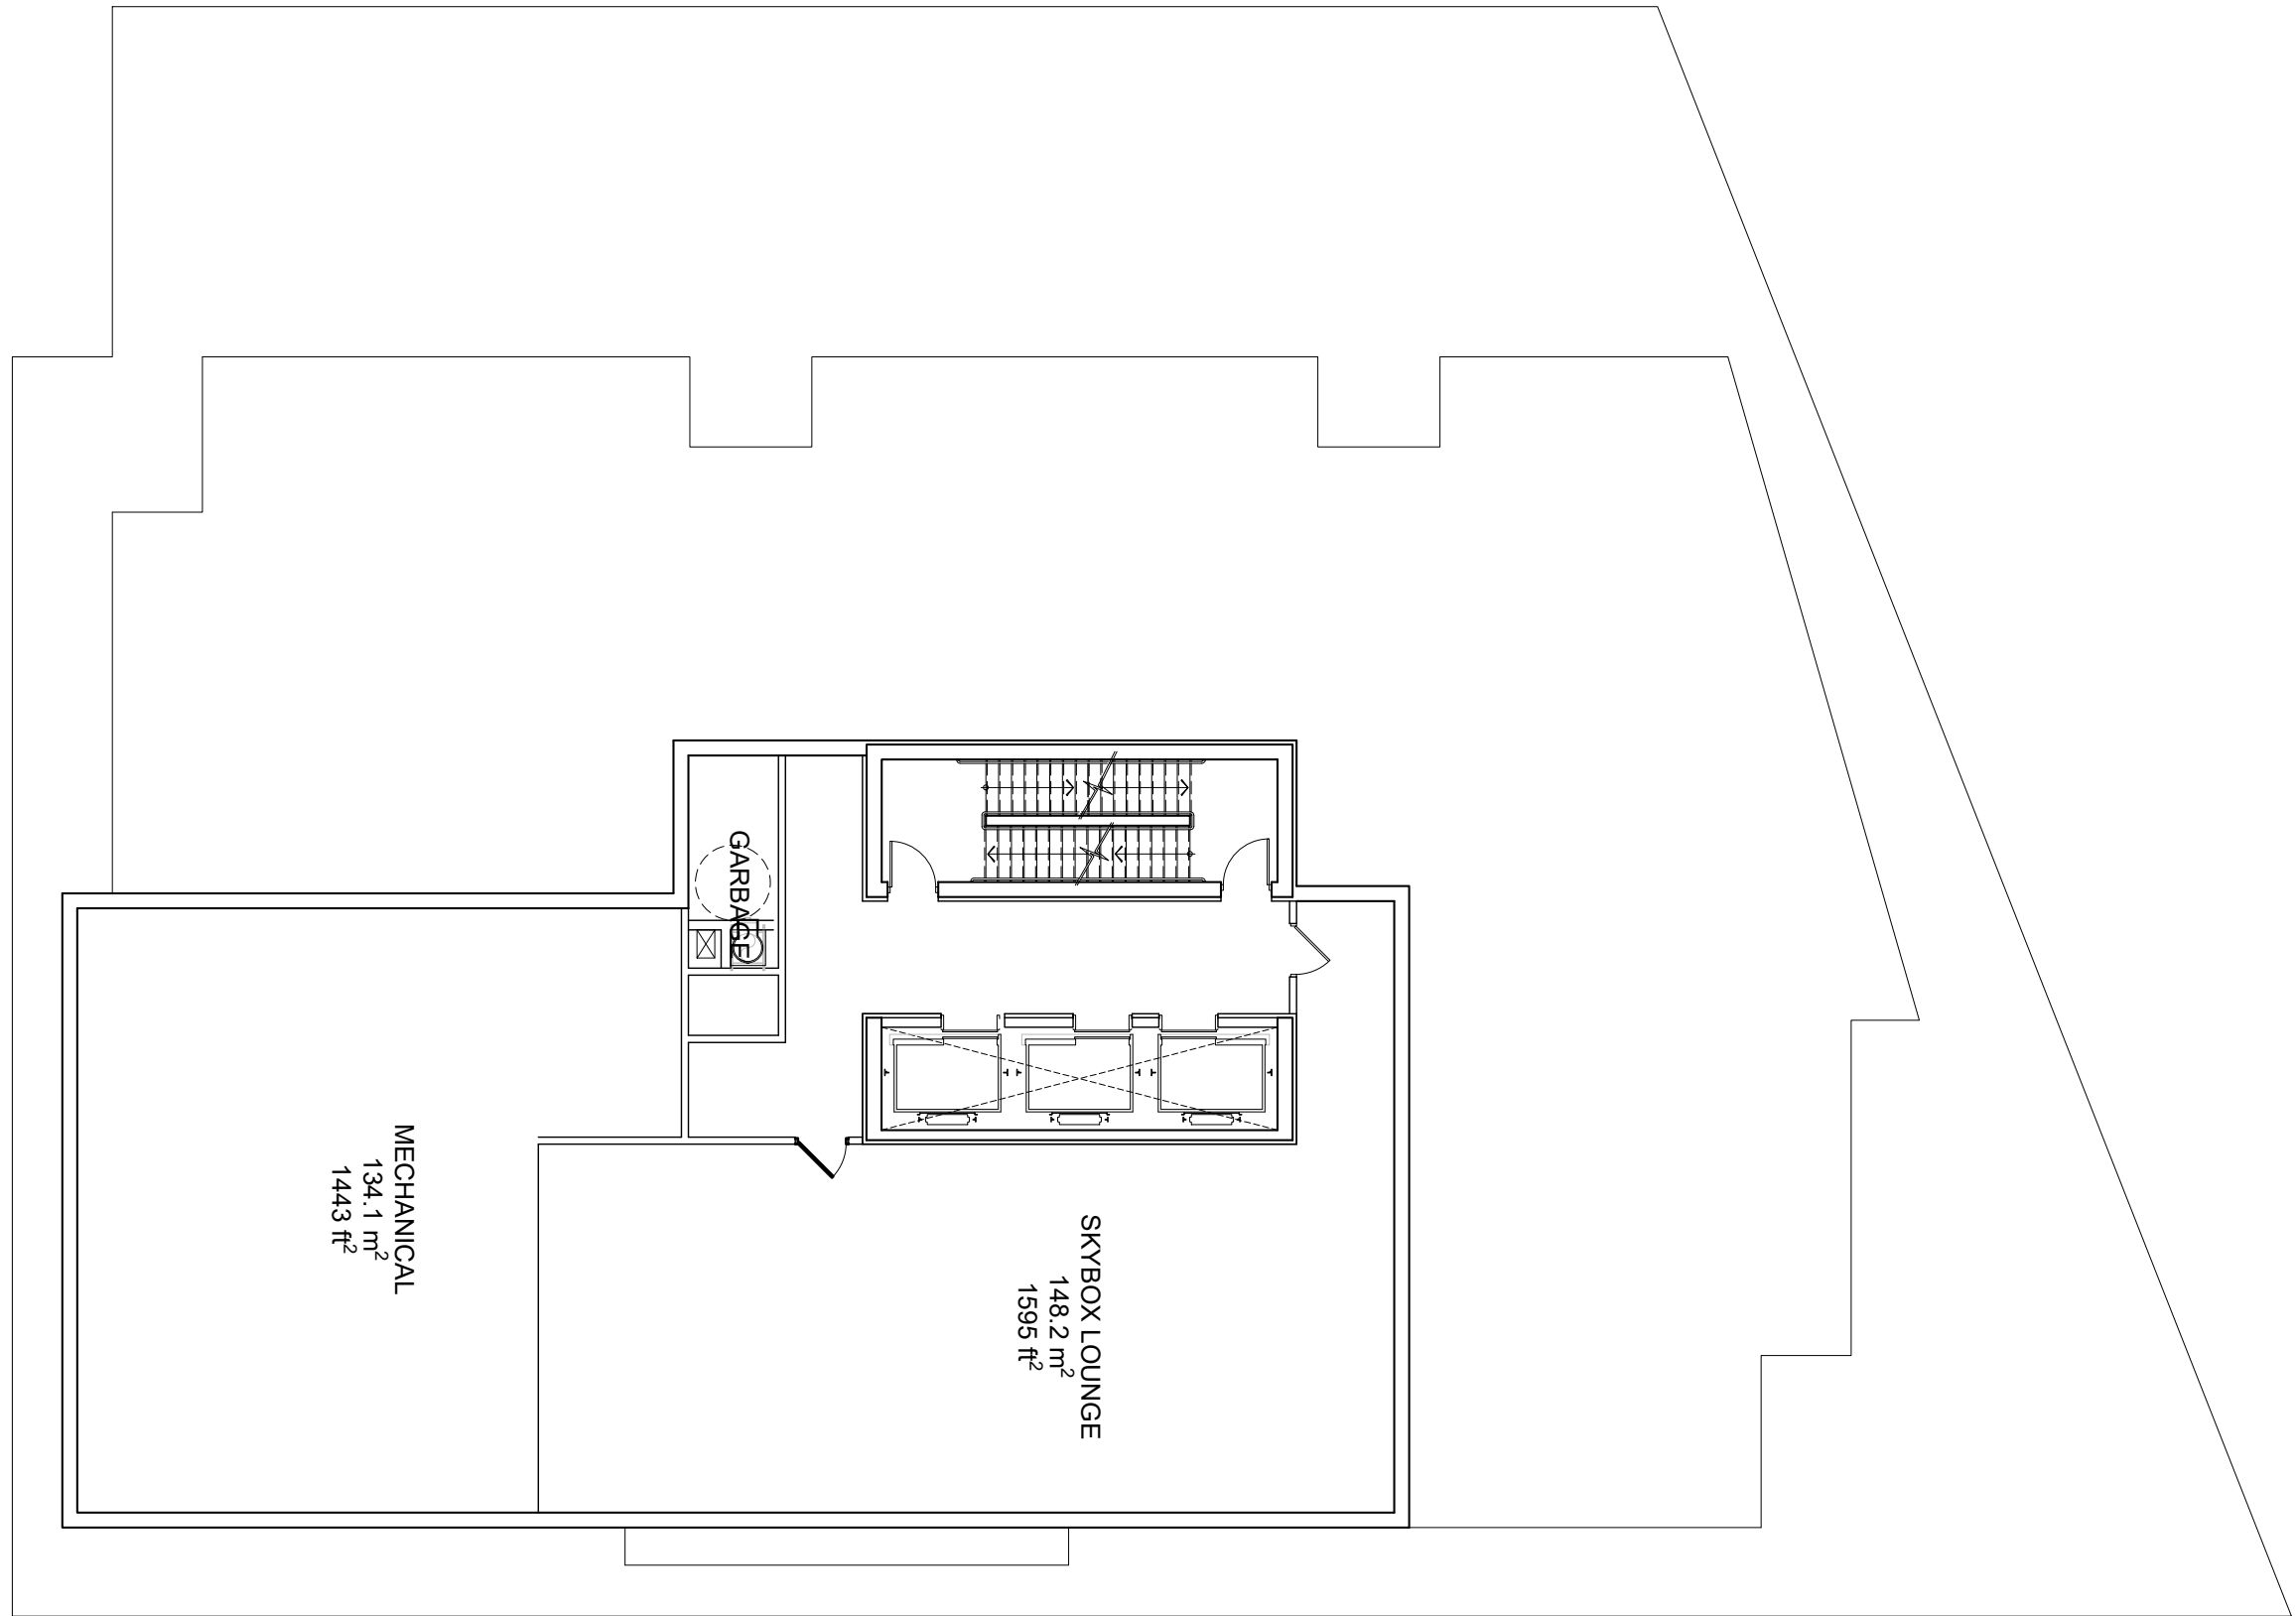 GARBAGE
MECHANICAL
134.1 m²
1443 ft²
SKYBOX LOUNGE
148.2 m²
1595 ft²